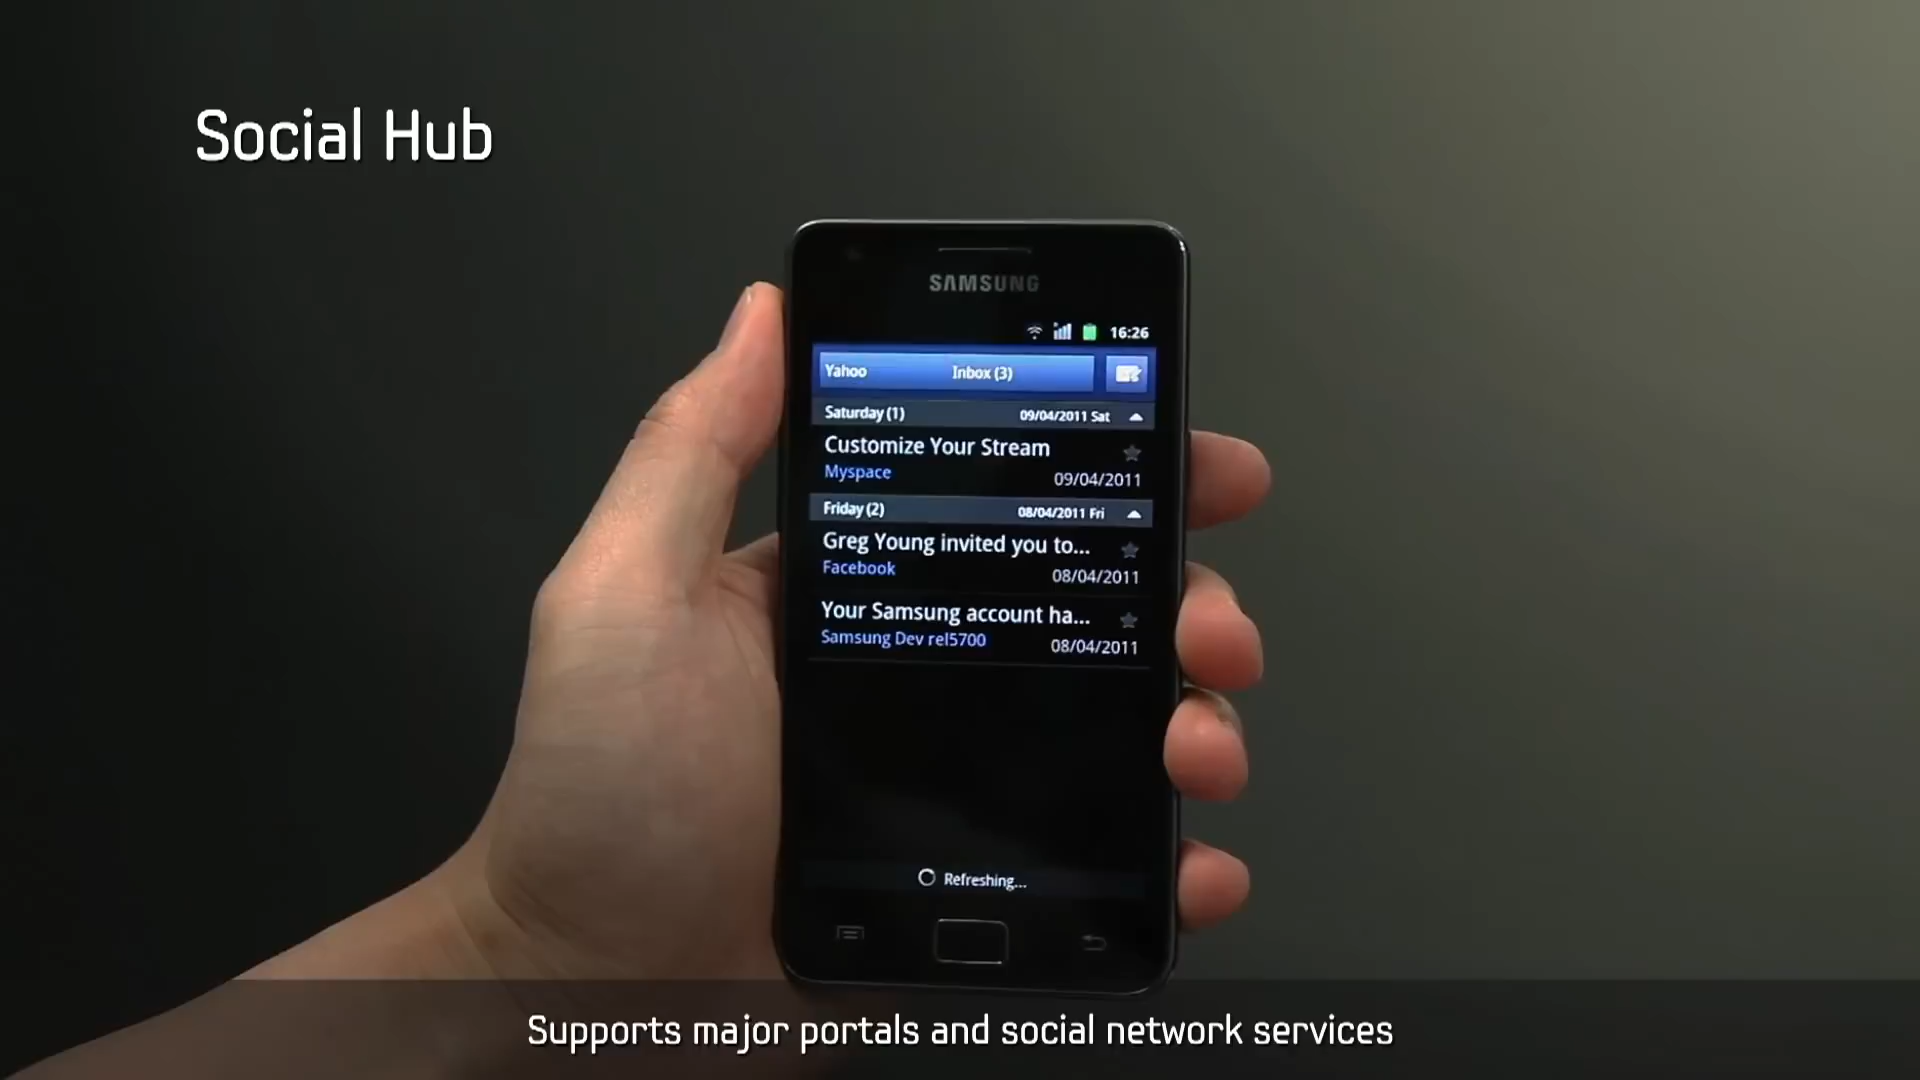 Social Hub
SAMSUNG
16:26
Yahoo Inbox (3)
Saturday (1) 09/04/2011 Sat
Customize Your Stream
Myspace 09/04/2011
Friday (2) 08/04/2011 Fri
Greg Young invited you to...
Facebook 08/04/2011
Your Samsung account ha...
Samsung Dev rel5700 08/04/2011
Refreshing...
Supports major portals and social network services